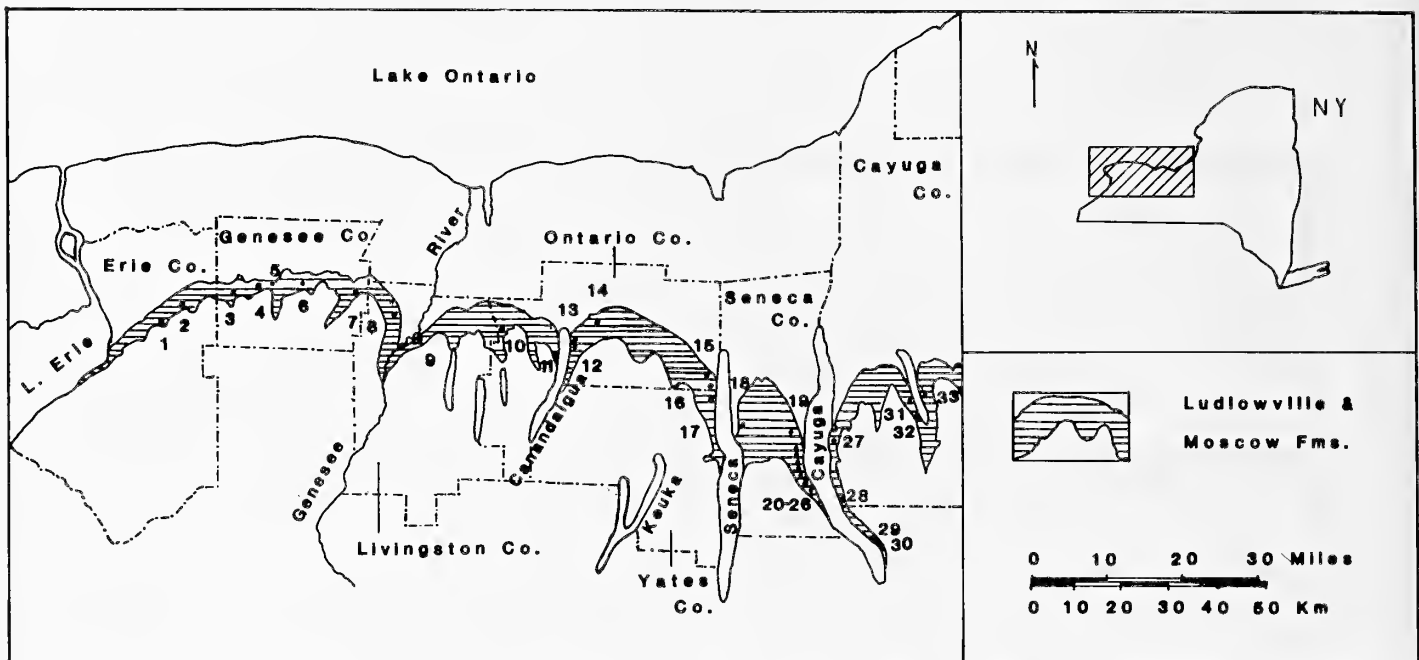 Lake Ontario
N
NY
Cayuga
Co.
River
Genesee Co.
Ontario Co.
Erie Co.
Seneca
Co.
L. Erie
Genesee
Canandaigua
Keuka
Seneca
Cayuga
Livingston Co.
Yates
Co.
1
2
3
4
5
6
7
8
9
10
11
12
13
14
15
16
17
18
19
20-26
27
28
29
30
31
32
33
Ludlowville &
Moscow Fms.
0 10 20 30 Miles
0 10 20 30 40 50 Km